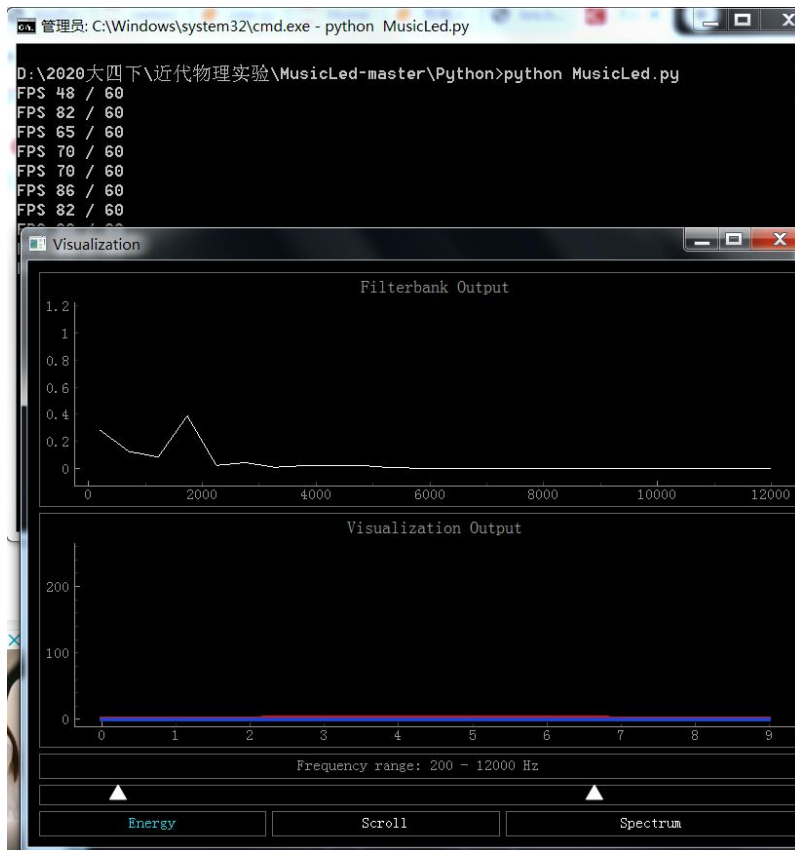 管理员: C:\Windows\system32\cmd.exe - python  MusicLed.py
D:\2020大四下\近代物理实验\MusicLed-master\Python>python MusicLed.py
FPS 48 / 60
FPS 82 / 60
FPS 65 / 60
FPS 70 / 60
FPS 70 / 60
FPS 86 / 60
FPS 82 / 60
Visualization
Filterbank Output
1.2
1
0.8
0.6
0.4
0.2
0
0 2000 4000 6000 8000 10000 12000
Visualization Output
200
100
0
0 1 2 3 4 5 6 7 8 9
Frequency range: 200 - 12000 Hz
Energy Scroll Spectrum